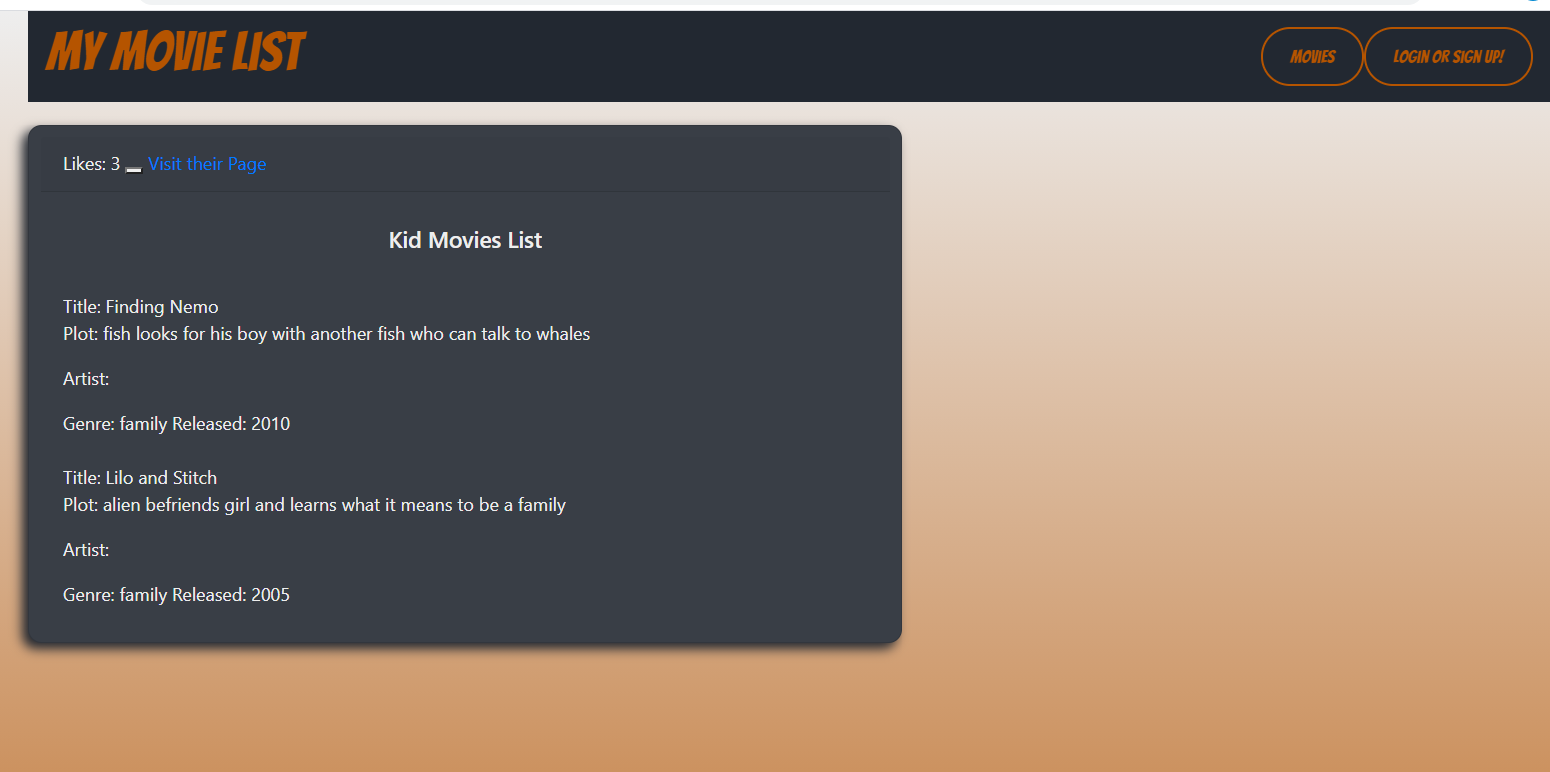 MY MOVIE LIST
MOVIES
LOGIN OR SIGN UP!
Likes: 3 Visit their Page
Kid Movies List
Title: Finding Nemo
Plot: fish looks for his boy with another fish who can talk to whales
Artist:
Genre: family Released: 2010
Title: Lilo and Stitch
Plot: alien befriends girl and learns what it means to be a family
Artist:
Genre: family Released: 2005